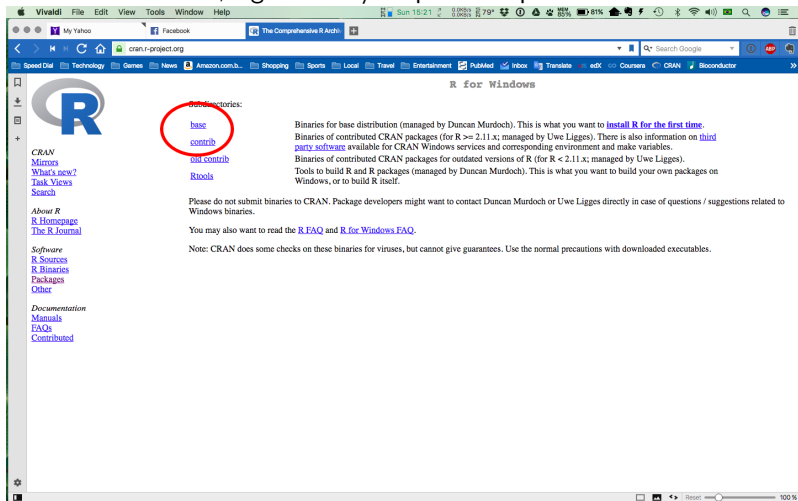 Vivaldi File Edit View Tools Window Help
Sun 15:21 0.0KB/s 0.0KB/s 79° MEM 85% 81%
My Yahoo Facebook The Comprehensive R Archi
cran.r-project.org Search Google ABP
Speed Dial Technology Games News Amazon.com.b... Shopping Sports Local Travel Entertainment PubMed Inbox Translate edX Coursera CRAN Bioconductor
R for Windows
Subdirectories:
base Binaries for base distribution (managed by Duncan Murdoch). This is what you want to install R for the first time.
contrib Binaries of contributed CRAN packages (for R >= 2.11.x; managed by Uwe Ligges). There is also information on third
party software available for CRAN Windows services and corresponding environment and make variables.
old contrib Binaries of contributed CRAN packages for outdated versions of R (for R < 2.11.x; managed by Uwe Ligges).
Rtools Tools to build R and R packages (managed by Duncan Murdoch). This is what you want to build your own packages on
Windows, or to build R itself.
Please do not submit binaries to CRAN. Package developers might want to contact Duncan Murdoch or Uwe Ligges directly in case of questions / suggestions related to
Windows binaries.
You may also want to read the R FAQ and R for Windows FAQ.
Note: CRAN does some checks on these binaries for viruses, but cannot give guarantees. Use the normal precautions with downloaded executables.
R
CRAN
Mirrors
What's new?
Task Views
Search
About R
R Homepage
The R Journal
Software
R Sources
R Binaries
Packages
Other
Documentation
Manuals
FAQs
Contributed
Reset 100 %